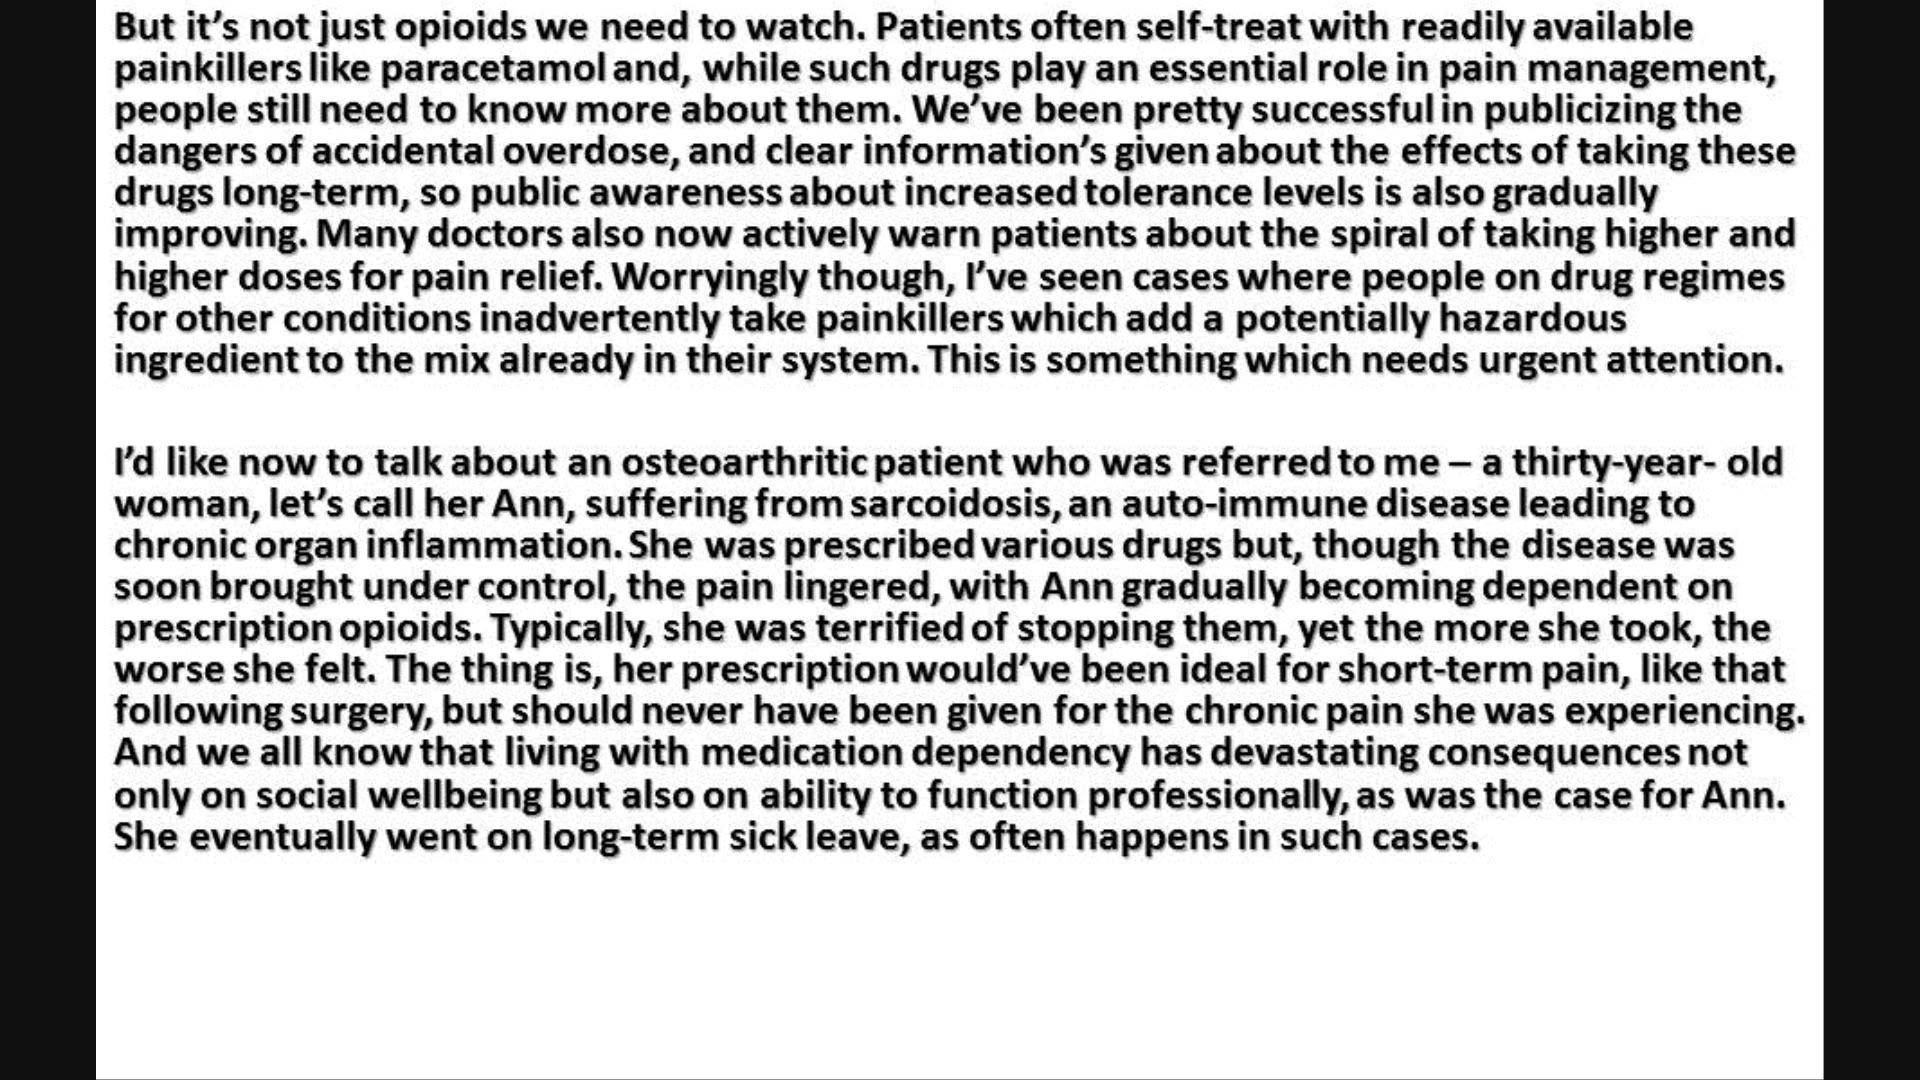 But it’s not just opioids we need to watch. Patients often self-treat with readily available
painkillers like paracetamol and, while such drugs play an essential role in pain management,
people still need to know more about them. We’ve been pretty successful in publicizing the
dangers of accidental overdose, and clear information’s given about the effects of taking these
drugs long-term, so public awareness about increased tolerance levels is also gradually
improving. Many doctors also now actively warn patients about the spiral of taking higher and
higher doses for pain relief. Worryingly though, I’ve seen cases where people on drug regimes
for other conditions inadvertently take painkillers which add a potentially hazardous
ingredient to the mix already in their system. This is something which needs urgent attention.
I’d like now to talk about an osteoarthritic patient who was referred to me – a thirty-year- old
woman, let’s call her Ann, suffering from sarcoidosis, an auto-immune disease leading to
chronic organ inflammation. She was prescribed various drugs but, though the disease was
soon brought under control, the pain lingered, with Ann gradually becoming dependent on
prescription opioids. Typically, she was terrified of stopping them, yet the more she took, the
worse she felt. The thing is, her prescription would’ve been ideal for short-term pain, like that
following surgery, but should never have been given for the chronic pain she was experiencing.
And we all know that living with medication dependency has devastating consequences not
only on social wellbeing but also on ability to function professionally, as was the case for Ann.
She eventually went on long-term sick leave, as often happens in such cases.